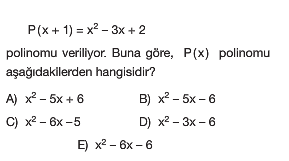 P(x + 1) = x² – 3x + 2
polinomu veriliyor. Buna göre, P(x) polinomu
aşağıdakilerden hangisidir?
A) x² – 5x + 6 B) x² – 5x – 6
C) x² – 6x – 5 D) x² – 3x – 6
E) x² – 6x – 6